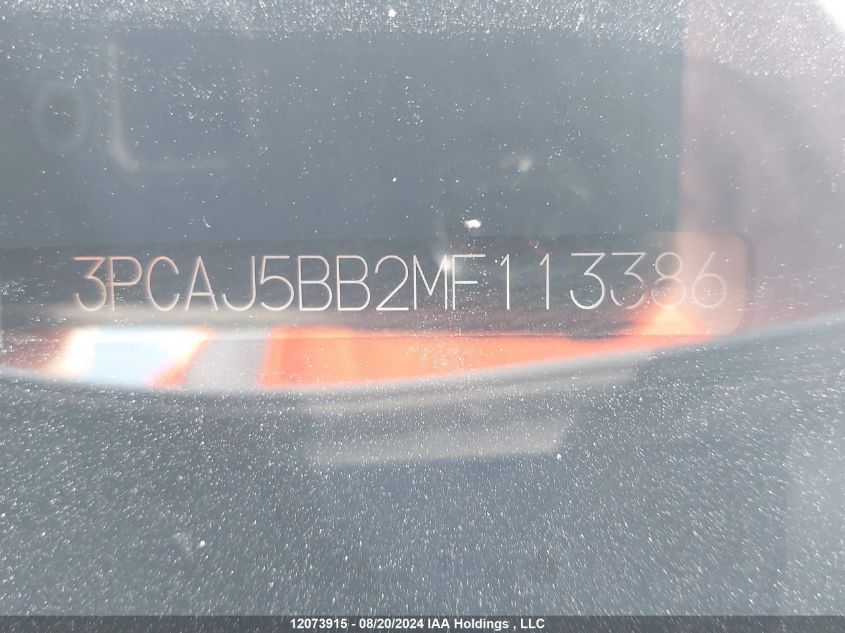 3PCAJ5BB2MF113386
12073915 - 08/20/2024 IAA Holdings , LLC